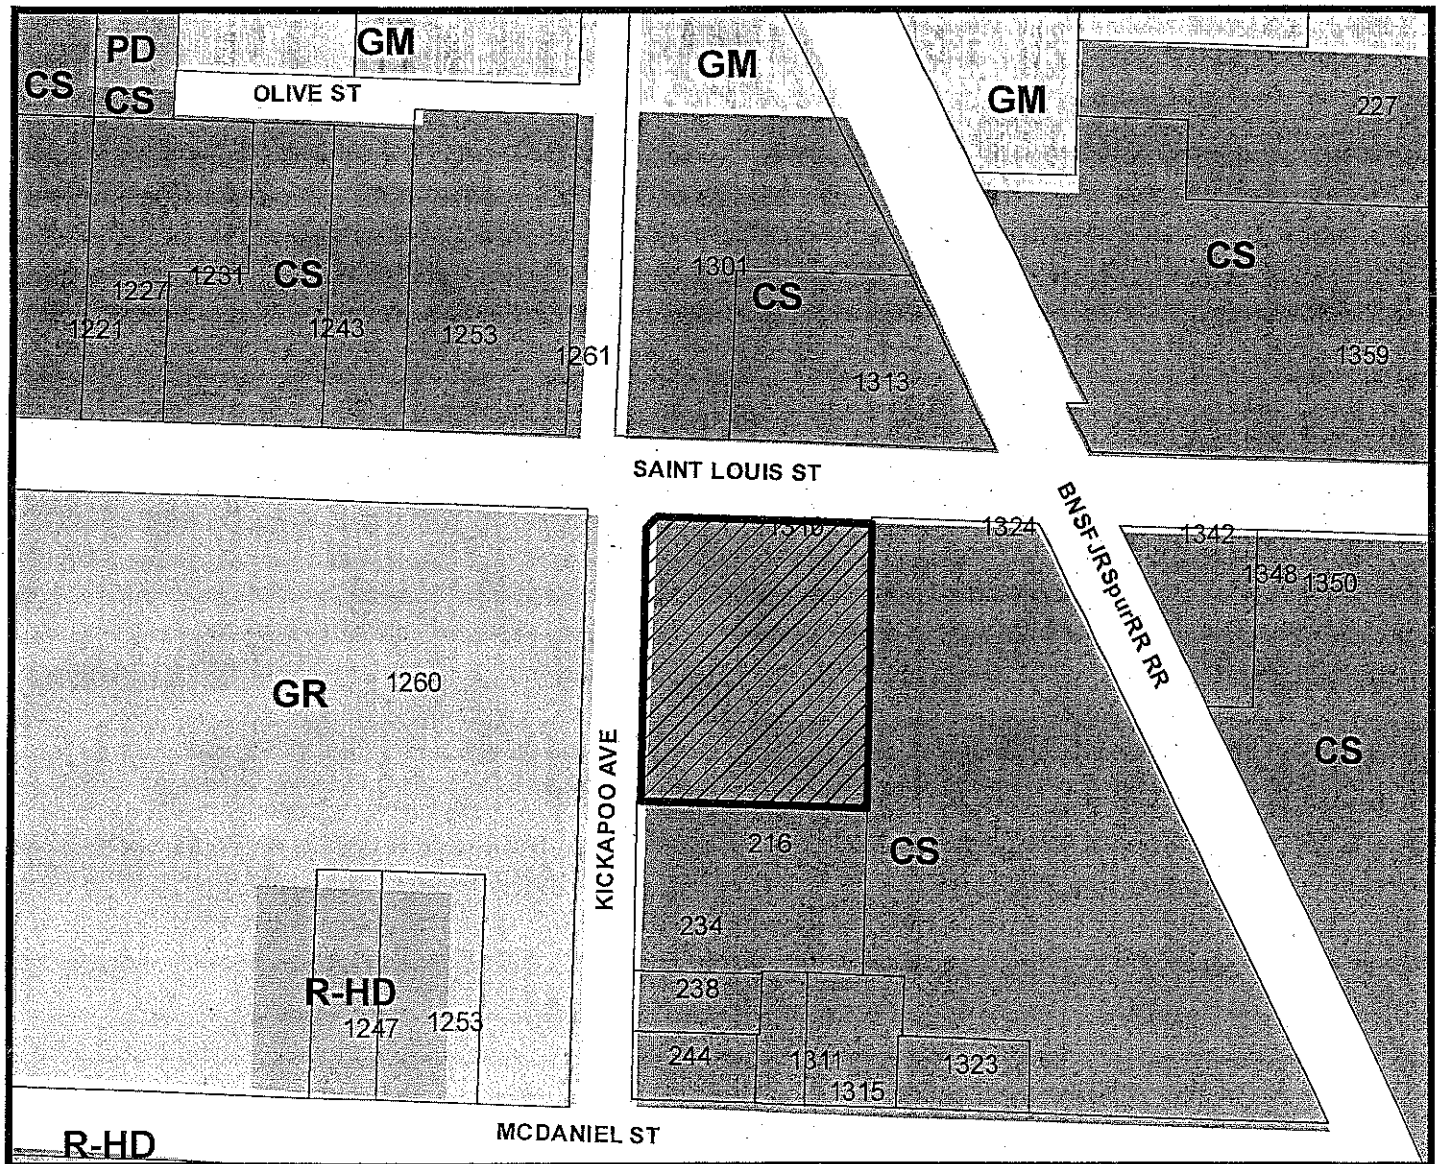 GM
PD
CS
CS
GM
GM
OLIVE ST
227
CS
1301
CS
CS
1231
1227
1221
1243
1253
1261
1359
1313
SAINT LOUIS ST
1310
1324
1342
BNSFJRSpurRR RR
1348
1350
GR
1260
KICKAPOO AVE
CS
216
CS
234
R-HD
238
1247
1253
244
1311
1323
1315
R-HD
MCDANIEL ST